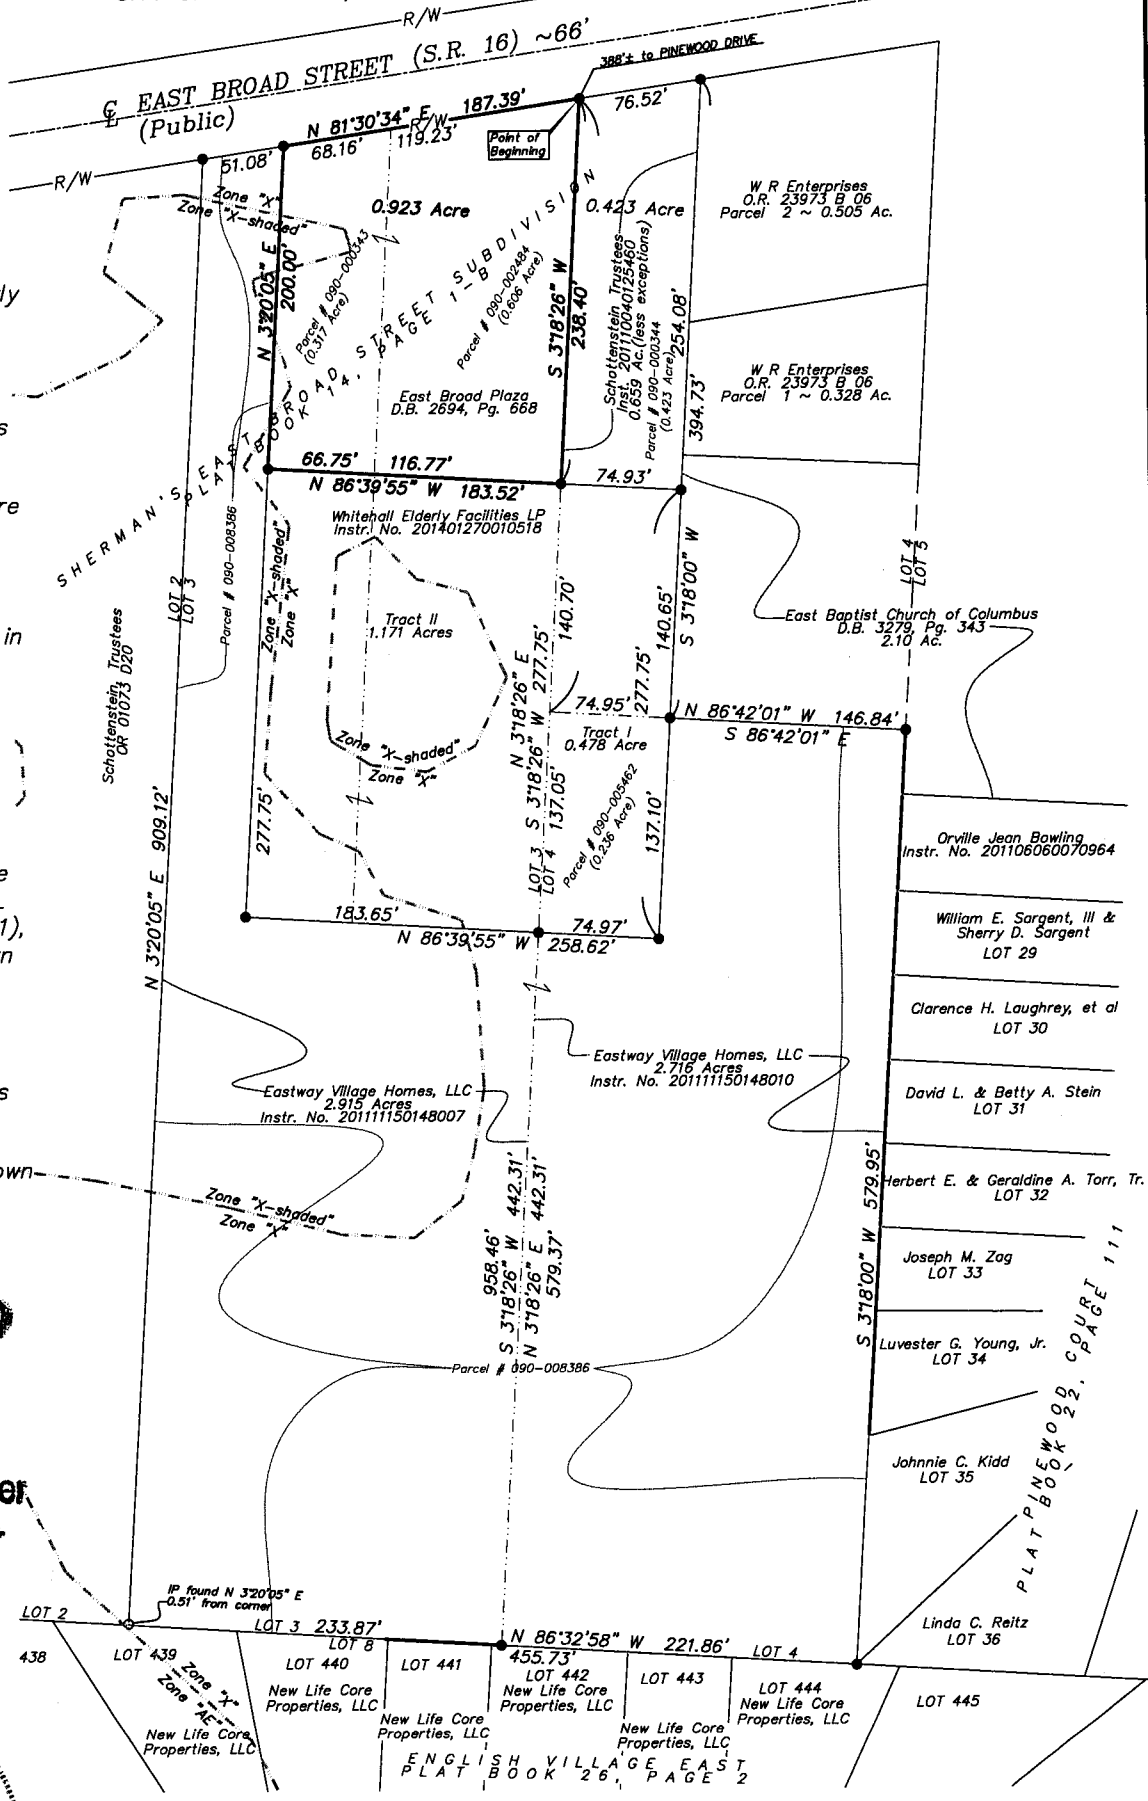 R/W
℄ EAST BROAD STREET (S.R. 16) ~66'
(Public)
388'± to PINEWOOD DRIVE
N 81°30'34" E 187.39'
R/W
76.52'
51.08'
68.16'
119.23'
Point of
Beginning
R/W
Zone "X"
Zone "X-shaded"
0.923 Acre
0.423 Acre
W R Enterprises
O.R. 23973 B 06
Parcel 2 ~ 0.505 Ac.
N 3°20'05" E
200.00'
Parcel # 090-000343
(0.317 Acre)
Parcel # 090-002484
(0.606 Acre)
S 3°18'26" W
238.40'
Schottenstein Trustees
Inst. 201110040125460
0.659 Ac.(less exceptions)
Parcel # 090-000344
(0.423 Acre)
254.08'
394.73'
SHERMAN'S EAST BROAD STREET SUBDIVISION
PLAT BOOK 14, PAGE 1-B
W R Enterprises
O.R. 23973 B 06
Parcel 1 ~ 0.328 Ac.
East Broad Plaza
D.B. 2694, Pg. 668
66.75' 116.77'
N 86°39'55" W 183.52'
74.93'
Whitehall Elderly Facilities LP
Instr. No. 201401270010518
Parcel # 090-008386
LOT 2
LOT 3
Zone "X-shaded"
Zone "X"
LOT 4
LOT 5
Tract II
1.171 Acres
140.70'
140.65'
S 3°18'00" W
East Baptist Church of Columbus
D.B. 3279, Pg. 343
2.10 Ac.
in
Schottenstein, Trustees
OR 01073 D20
N 3°18'26" E 277.75'
S 3°18'26" W 137.05'
277.75'
74.95'
N 86°42'01" W 146.84'
S 86°42'01" E
Tract I
0.478 Acre
Zone "X-shaded"
Zone "X"
277.75'
Parcel # 090-005462
(0.236 Acre)
137.10'
LOT 3
LOT 4
N 3°20'05" E 909.12'
Orville Jean Bowling
Instr. No. 201106060070964
183.65'
74.97'
N 86°39'55" W 258.62'
William E. Sargent, III &
Sherry D. Sargent
LOT 29
1),
Clarence H. Laughrey, et al
LOT 30
Eastway Village Homes, LLC
2.716 Acres
Instr. No. 201111150148010
Eastway Village Homes, LLC
2.915 Acres
Instr. No. 201111150148007
David L. & Betty A. Stein
LOT 31
Herbert E. & Geraldine A. Torr, Tr.
LOT 32
Zone "X-shaded"
Zone "X"
958.46'
S 3°18'26" W 442.31'
N 3°18'26" E 442.31'
579.37'
S 3°18'00" W 579.95'
Joseph M. Zag
LOT 33
Luvester G. Young, Jr.
LOT 34
Parcel # 090-008386
PINEWOOD COURT
PLAT BOOK 22, PAGE 111
Johnnie C. Kidd
LOT 35
IP found N 3°20'05" E
0.51' from corner
LOT 2
LOT 3 233.87'
LOT 8
N 86°32'58" W 221.86'
455.73'
LOT 4
Linda C. Reitz
LOT 36
438
LOT 439
LOT 440
New Life Core
Properties, LLC
LOT 441
New Life Core
Properties, LLC
LOT 442
New Life Core
Properties, LLC
LOT 443
New Life Core
Properties, LLC
LOT 444
New Life Core
Properties, LLC
LOT 445
Zone "X"
Zone "AE"
New Life Core
Properties, LLC
ENGLISH VILLAGE EAST
PLAT BOOK 26, PAGE 2